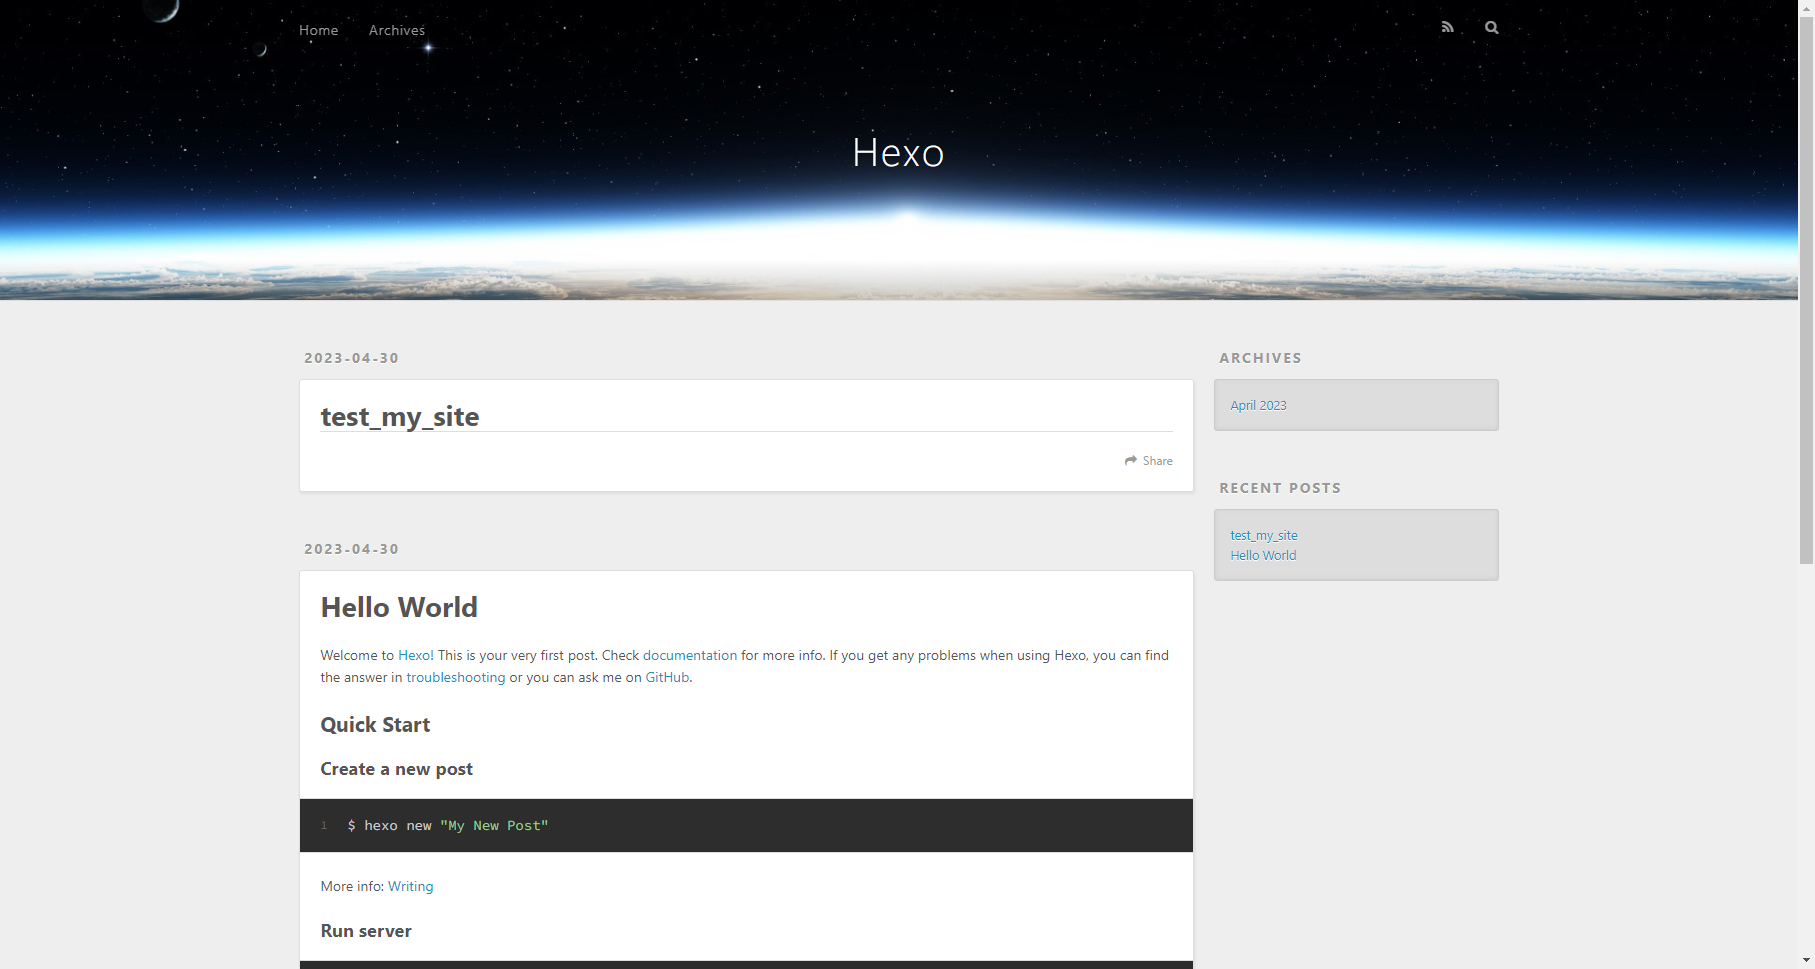 Home Archives
Hexo
2023-04-30
test_my_site
Share
2023-04-30
Hello World
Welcome to Hexo! This is your very first post. Check documentation for more info. If you get any problems when using Hexo, you can find
the answer in troubleshooting or you can ask me on GitHub.
Quick Start
Create a new post
1 $ hexo new "My New Post"
More info: Writing
Run server
ARCHIVES
April 2023
RECENT POSTS
test_my_site
Hello World